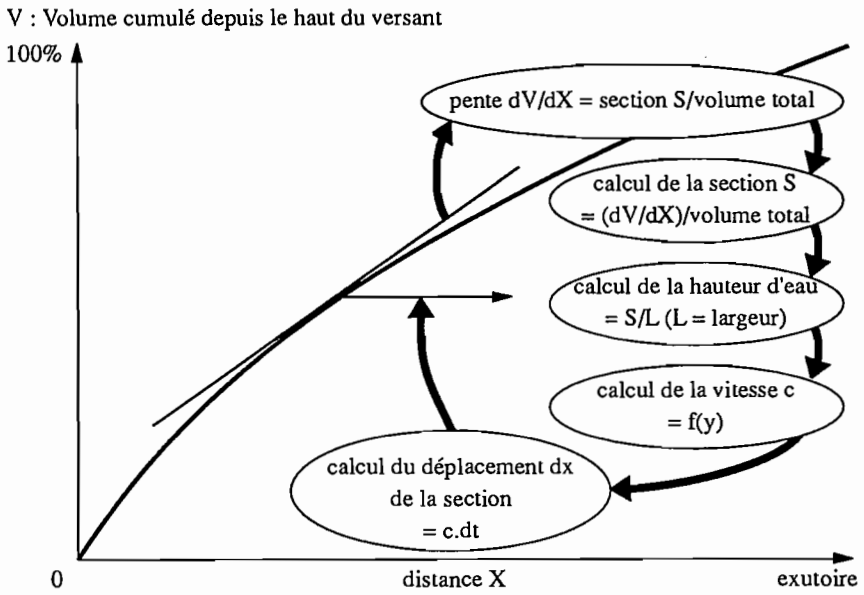 V : Volume cumulé depuis le haut du versant
100%
pente dV/dX = section S/volume total
calcul de la section S
= (dV/dX)/volume total
calcul de la hauteur d'eau
= S/L (L = largeur)
calcul de la vitesse c
= f(y)
calcul du déplacement dx
de la section
= c.dt
0
distance X
exutoire